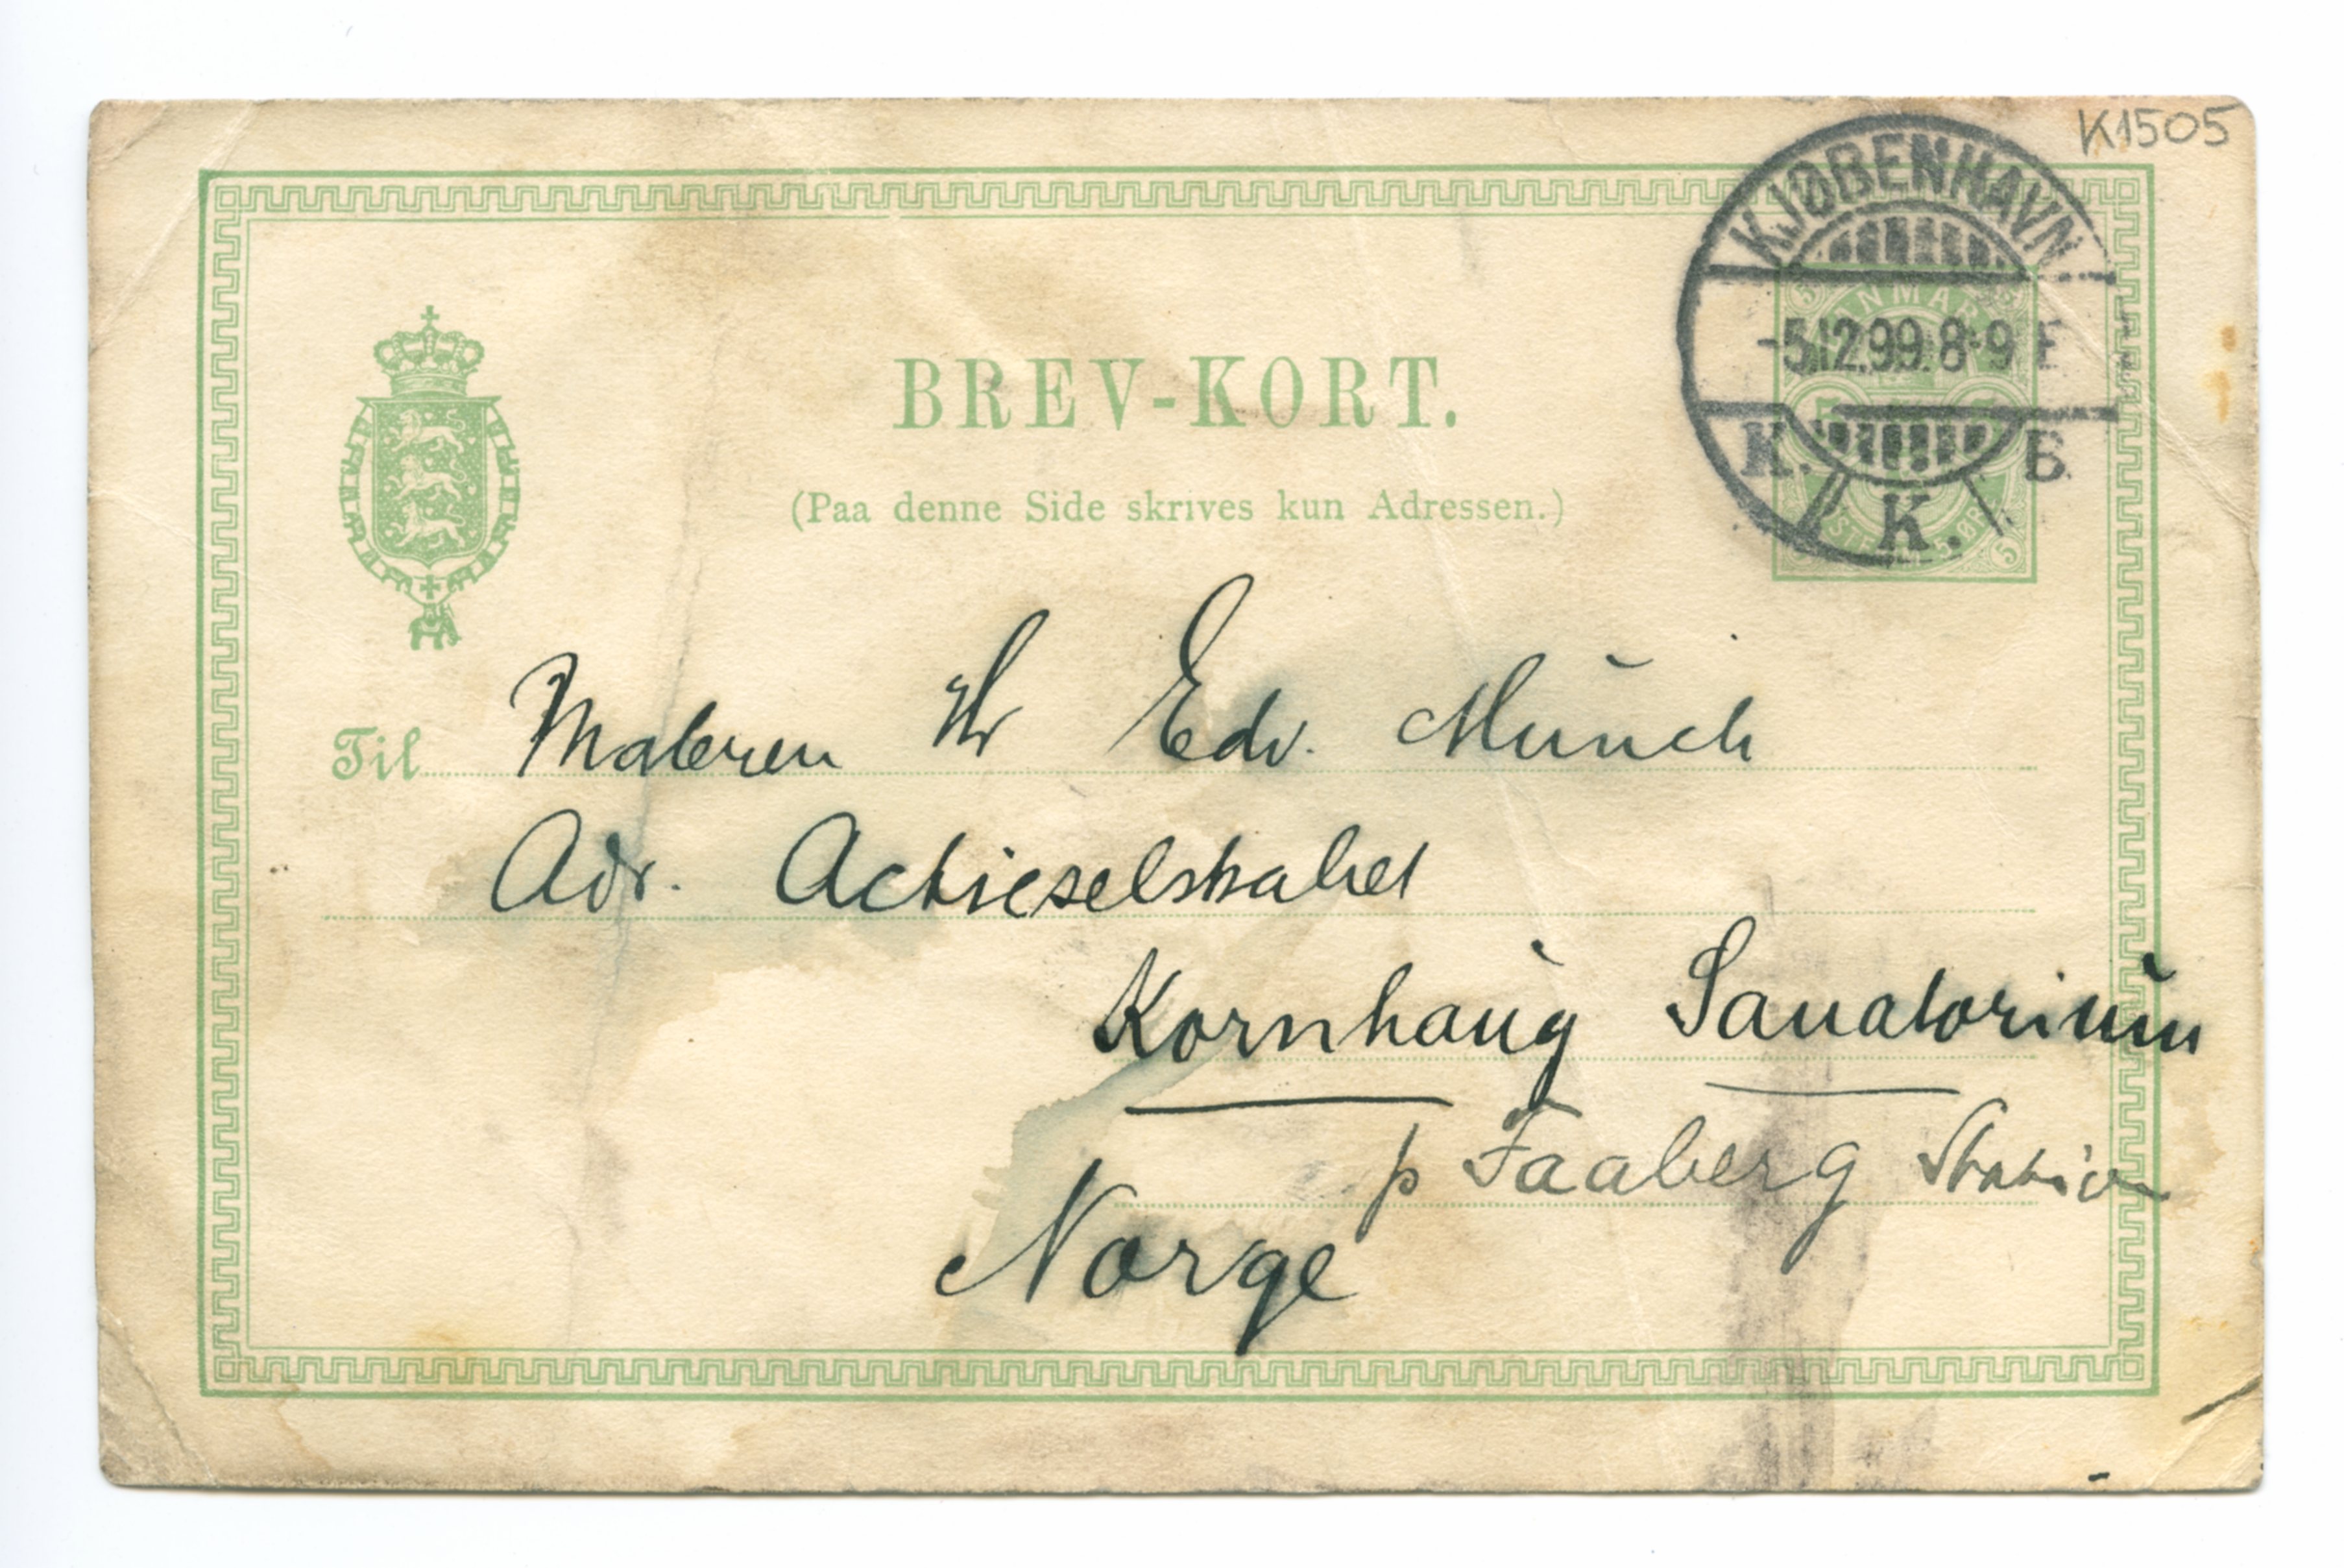 K1505
KJØBENHAVN
-5.12.99.8-9 E
K. K. B.
BREV-KORT.
(Paa denne Side skrives kun Adressen.)
Til Maleren Hr Edv. Munch
Adr. Actieselskabet
Kornhaug Sanatorium
p Faaberg Station
Norge